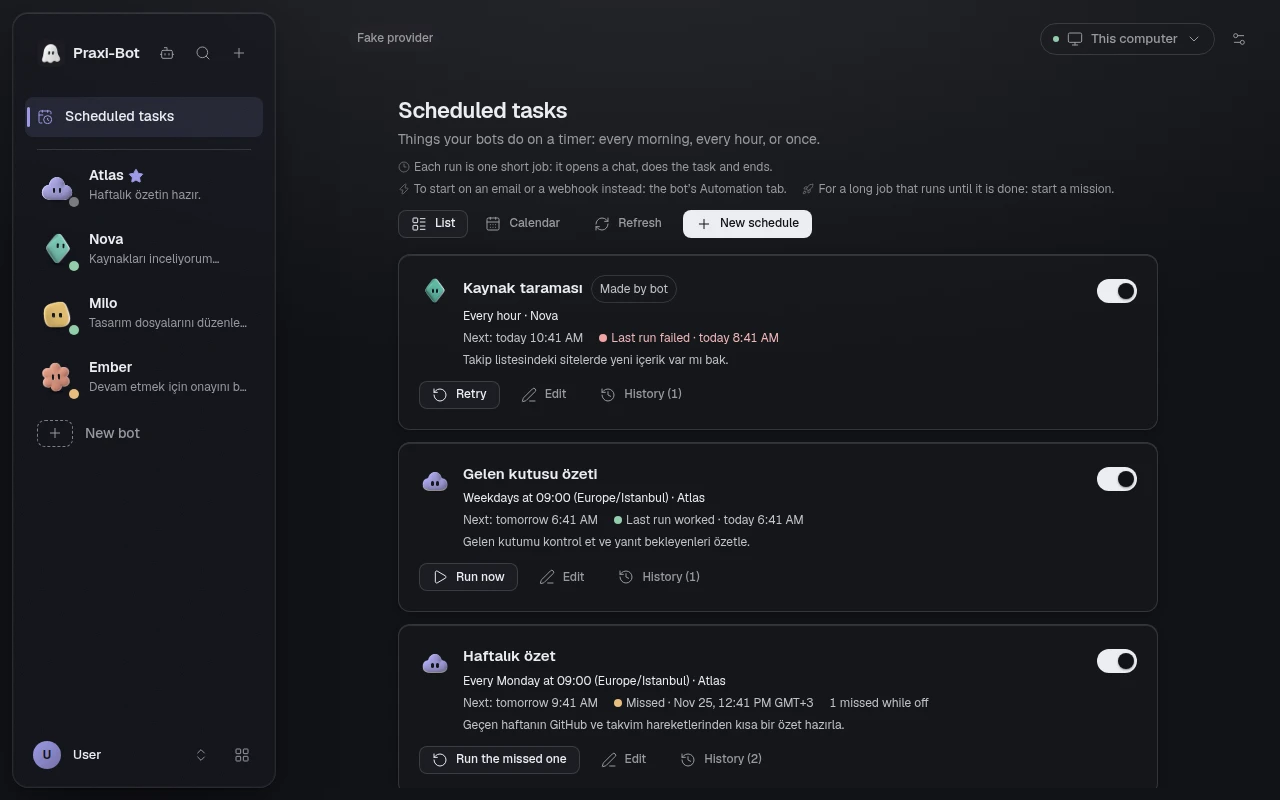 Praxi-Bot
Scheduled tasks
Atlas
Haftalık özetin hazır.
Nova
Kaynakları inceliyorum…
Milo
Tasarım dosyalarını düzenle…
Ember
Devam etmek için onayını b…
New bot
U
User
Fake provider
This computer
Scheduled tasks
Things your bots do on a timer: every morning, every hour, or once.
Each run is one short job: it opens a chat, does the task and ends.
To start on an email or a webhook instead: the bot's Automation tab. For a long job that runs until it is done: start a mission.
List Calendar Refresh New schedule
Kaynak taraması Made by bot
Every hour · Nova
Next: today 10:41 AM Last run failed · today 8:41 AM
Takip listesindeki sitelerde yeni içerik var mı bak.
Retry Edit History (1)
Gelen kutusu özeti
Weekdays at 09:00 (Europe/Istanbul) · Atlas
Next: tomorrow 6:41 AM Last run worked · today 6:41 AM
Gelen kutumu kontrol et ve yanıt bekleyenleri özetle.
Run now Edit History (1)
Haftalık özet
Every Monday at 09:00 (Europe/Istanbul) · Atlas
Next: tomorrow 9:41 AM Missed · Nov 25, 12:41 PM GMT+3 1 missed while off
Geçen haftanın GitHub ve takvim hareketlerinden kısa bir özet hazırla.
Run the missed one Edit History (2)